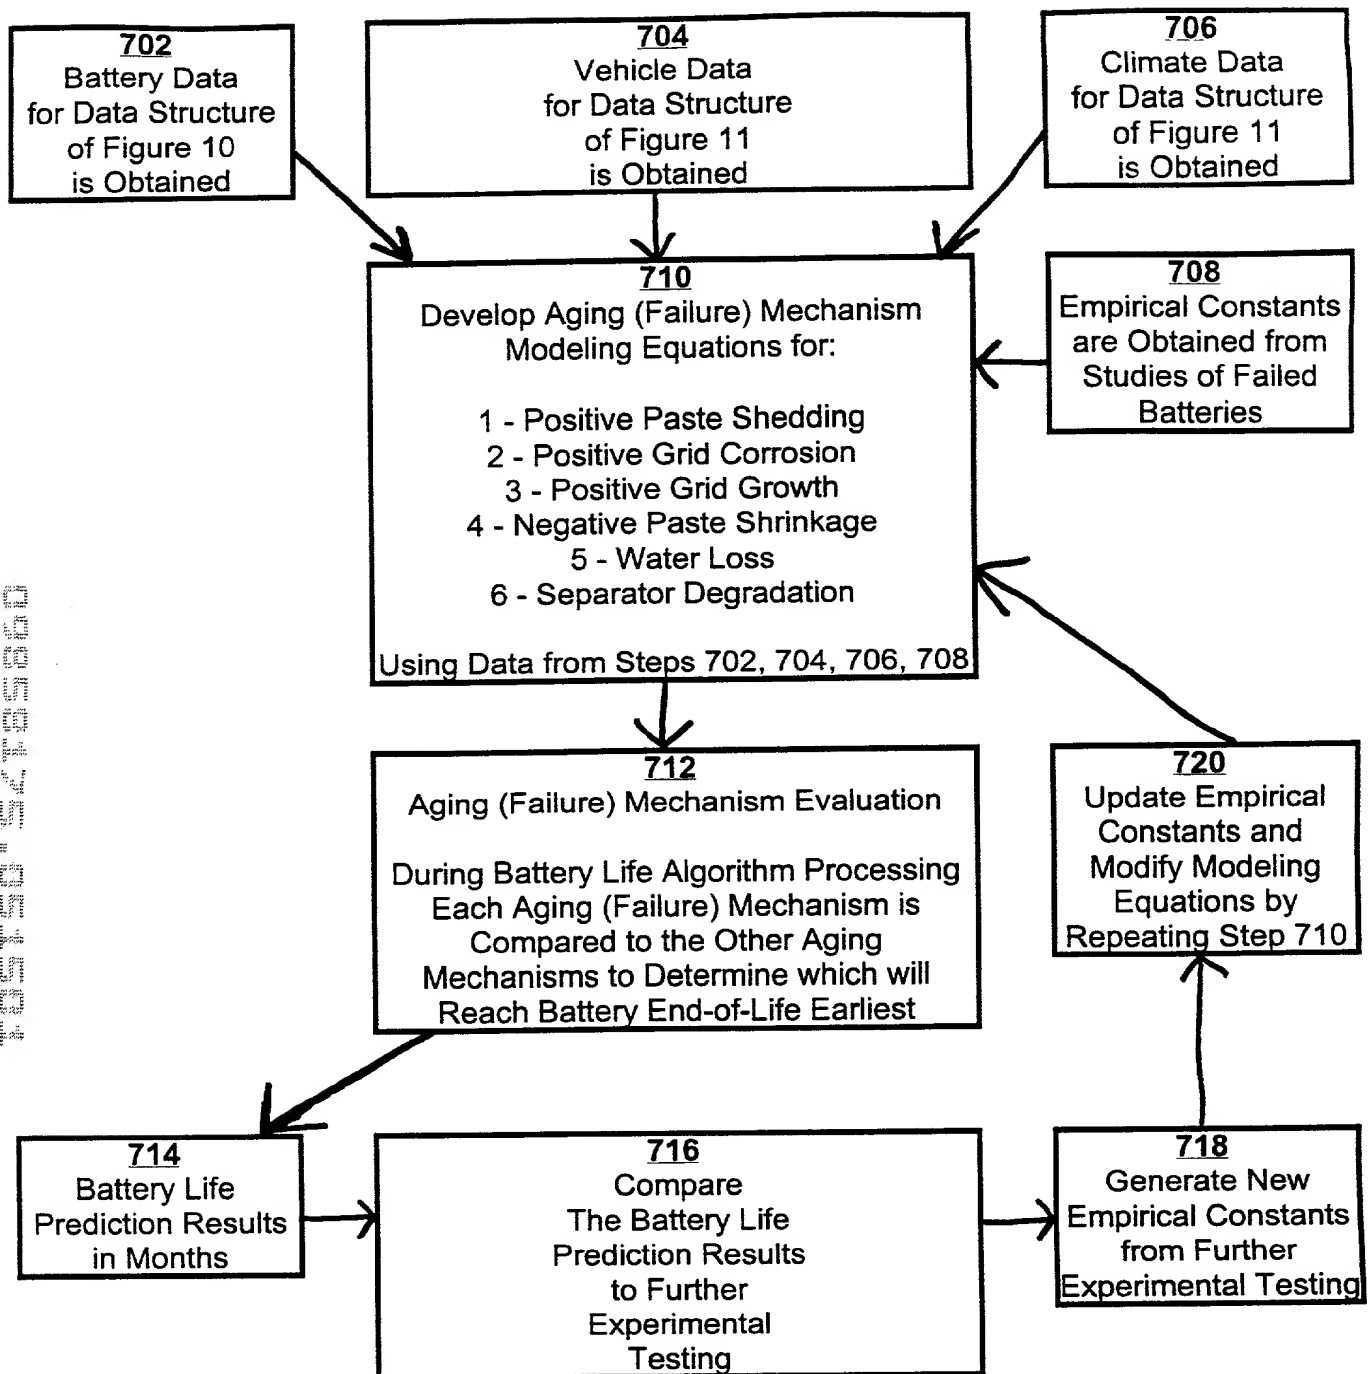 702
Battery Data
for Data Structure
of Figure 10
is Obtained
704
Vehicle Data
for Data Structure
of Figure 11
is Obtained
706
Climate Data
for Data Structure
of Figure 11
is Obtained
710
Develop Aging (Failure) Mechanism
Modeling Equations for:
1 - Positive Paste Shedding
2 - Positive Grid Corrosion
3 - Positive Grid Growth
4 - Negative Paste Shrinkage
5 - Water Loss
6 - Separator Degradation
Using Data from Steps 702, 704, 706, 708
708
Empirical Constants
are Obtained from
Studies of Failed
Batteries
712
Aging (Failure) Mechanism Evaluation
During Battery Life Algorithm Processing
Each Aging (Failure) Mechanism is
Compared to the Other Aging
Mechanisms to Determine which will
Reach Battery End-of-Life Earliest
720
Update Empirical
Constants and
Modify Modeling
Equations by
Repeating Step 710
714
Battery Life
Prediction Results
in Months
716
Compare
The Battery Life
Prediction Results
to Further
Experimental
Testing
718
Generate New
Empirical Constants
from Further
Experimental Testing